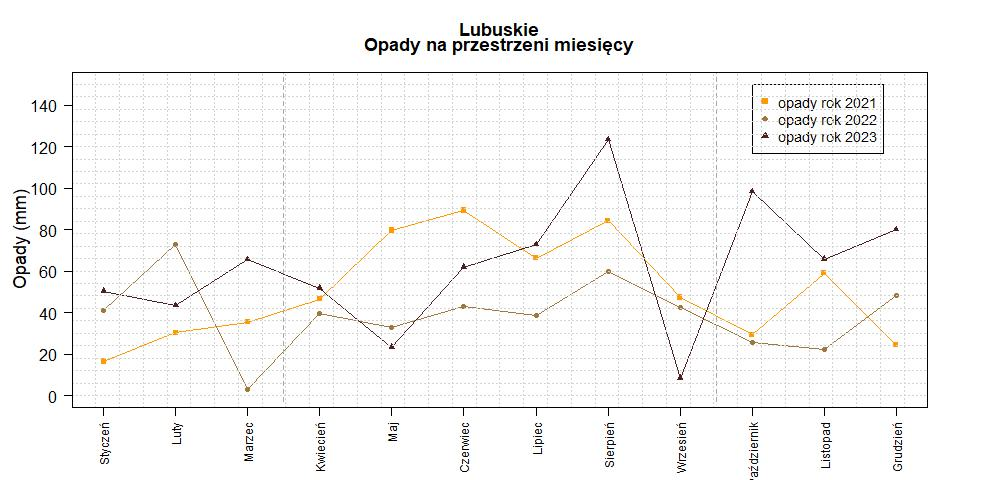 Lubuskie
Opady na przestrzeni miesięcy
opady rok 2021
opady rok 2022
opady rok 2023
Opady (mm)
140
120
100
80
60
40
20
0
Styczeń
Luty
Marzec
Kwiecień
Maj
Czerwiec
Lipiec
Sierpień
Wrzesień
aździernik
Listopad
Grudzień